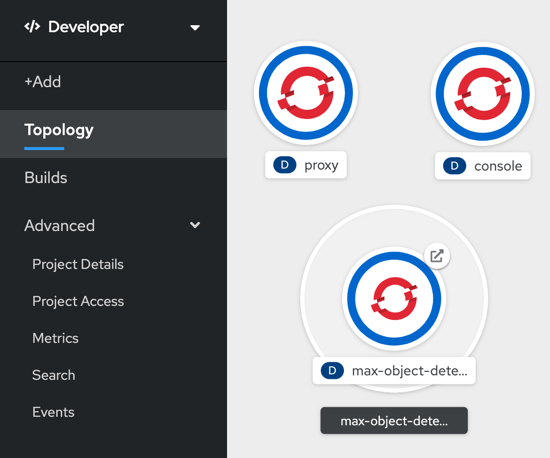 </> Developer
+Add
Topology
Builds
Advanced
Project Details
Project Access
Metrics
Search
Events
D proxy
D console
D max-object-dete...
max-object-dete...